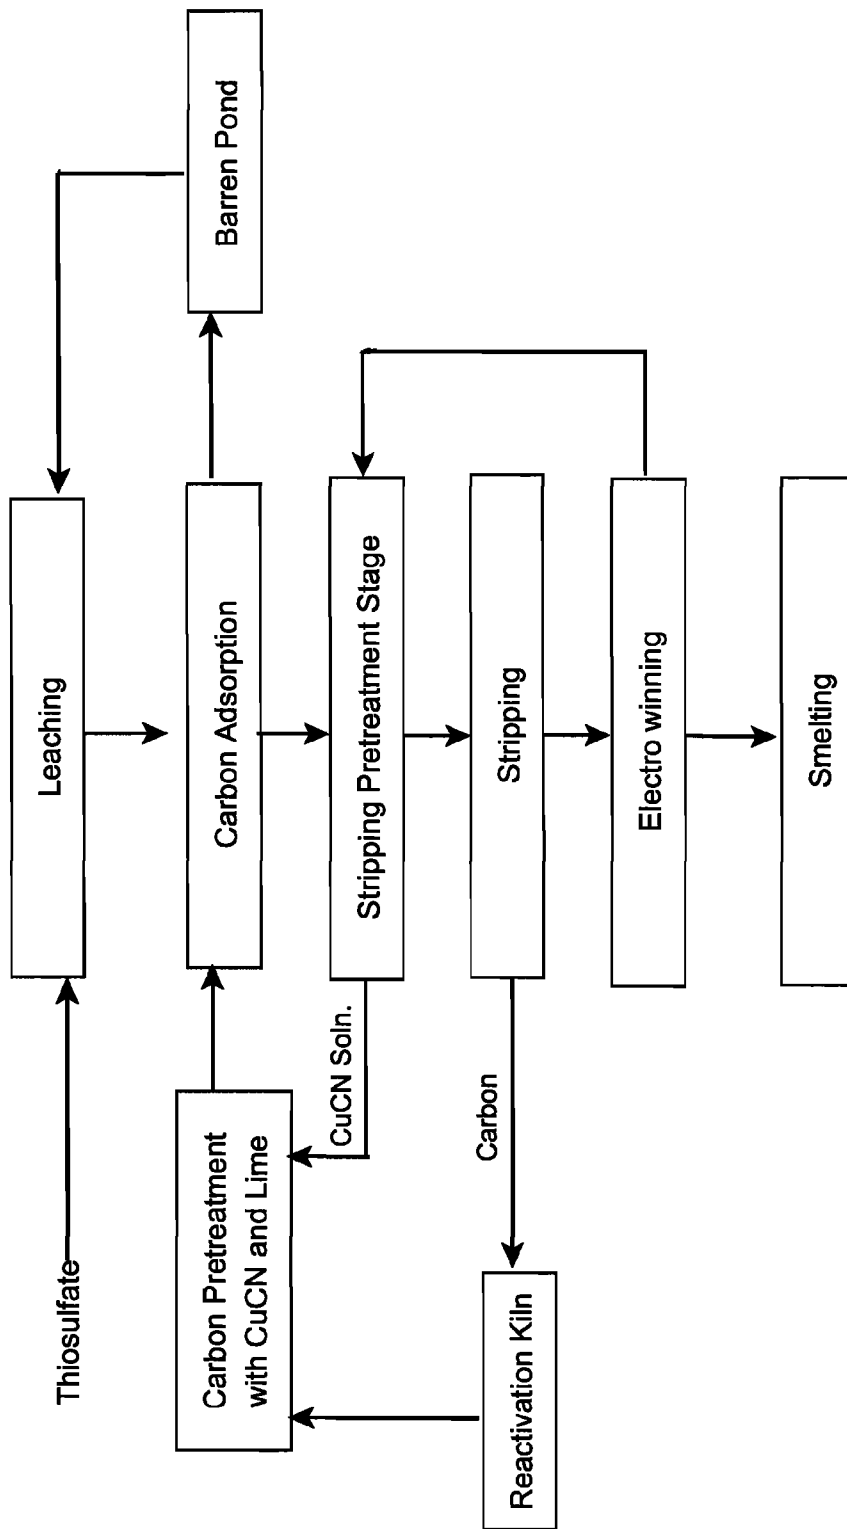 Thiosulfate
Leaching
Barren Pond
Carbon Pretreatment
with CuCN and Lime
Carbon Adsorption
CuCN Soln.
Stripping Pretreatment Stage
Carbon
Stripping
Reactivation Kiln
Electro winning
Smelting